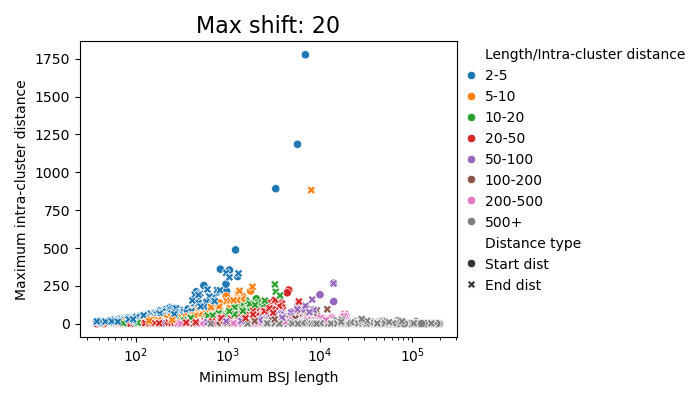 Max shift: 20
Maximum intra-cluster distance
1750
1500
1250
1000
750
500
250
0
10²
10³
10⁴
10⁵
Minimum BSJ length
Length/Intra-cluster distance
2-5
5-10
10-20
20-50
50-100
100-200
200-500
500+
Distance type
Start dist
End dist